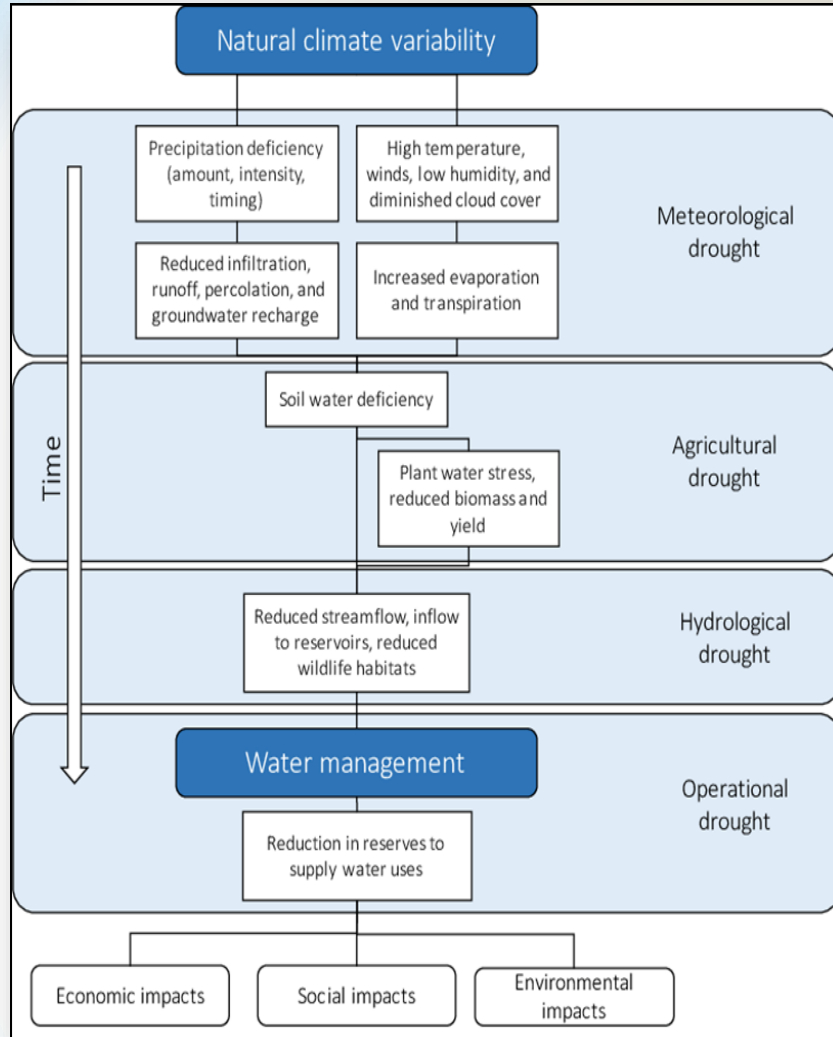 Natural climate variability
Precipitation deficiency
(amount, intensity,
timing)
High temperature,
winds, low humidity, and
diminished cloud cover
Meteorological
drought
Reduced infiltration,
runoff, percolation, and
groundwater recharge
Increased evaporation
and transpiration
Time
Soil water deficiency
Agricultural
drought
Plant water stress,
reduced biomass and
yield
Reduced streamflow, inflow
to reservoirs, reduced
wildlife habitats
Hydrological
drought
Water management
Operational
drought
Reduction in reserves to
supply water uses
Economic impacts
Social impacts
Environmental
impacts